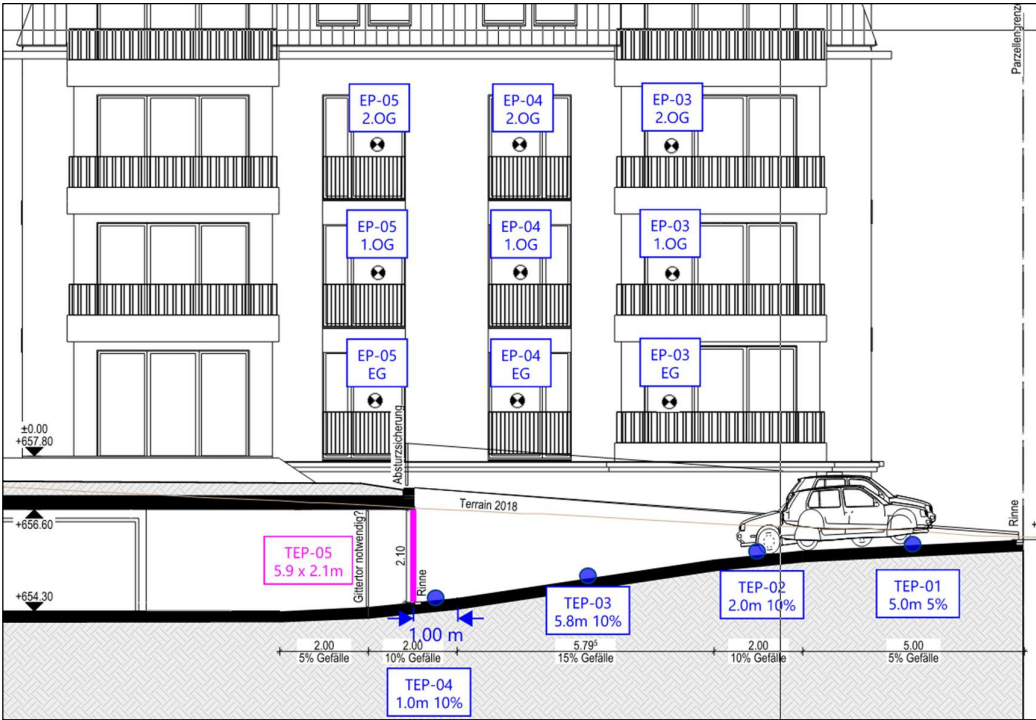 Parzellengrenze
EP-05
2.OG
EP-04
2.OG
EP-03
2.OG
EP-05
1.OG
EP-04
1.OG
EP-03
1.OG
EP-05
EG
EP-04
EG
EP-03
EG
±0.00
+657.80
Absturzsicherung
Terrain 2018
Rinne
+656.60
Gittertor notwendig?
2.10
TEP-05
5.9 x 2.1m
Rinne
+654.30
TEP-03
5.8m 10%
TEP-02
2.0m 10%
TEP-01
5.0m 5%
1.00 m
2.00
5% Gefälle
2.00
10% Gefälle
5.79⁵
15% Gefälle
2.00
10% Gefälle
5.00
5% Gefälle
TEP-04
1.0m 10%